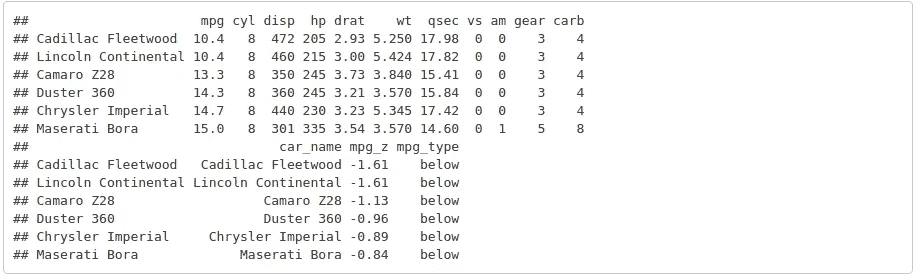 ##                      mpg cyl disp  hp drat    wt  qsec vs am gear carb
## Cadillac Fleetwood  10.4   8  472 205 2.93 5.250 17.98  0  0    3    4
## Lincoln Continental 10.4   8  460 215 3.00 5.424 17.82  0  0    3    4
## Camaro Z28          13.3   8  350 245 3.73 3.840 15.41  0  0    3    4
## Duster 360          14.3   8  360 245 3.21 3.570 15.84  0  0    3    4
## Chrysler Imperial   14.7   8  440 230 3.23 5.345 17.42  0  0    3    4
## Maserati Bora       15.0   8  301 335 3.54 3.570 14.60  0  1    5    8
##                                car_name mpg_z mpg_type
## Cadillac Fleetwood   Cadillac Fleetwood -1.61    below
## Lincoln Continental Lincoln Continental -1.61    below
## Camaro Z28                   Camaro Z28 -1.13    below
## Duster 360                   Duster 360 -0.96    below
## Chrysler Imperial     Chrysler Imperial -0.89    below
## Maserati Bora             Maserati Bora -0.84    below